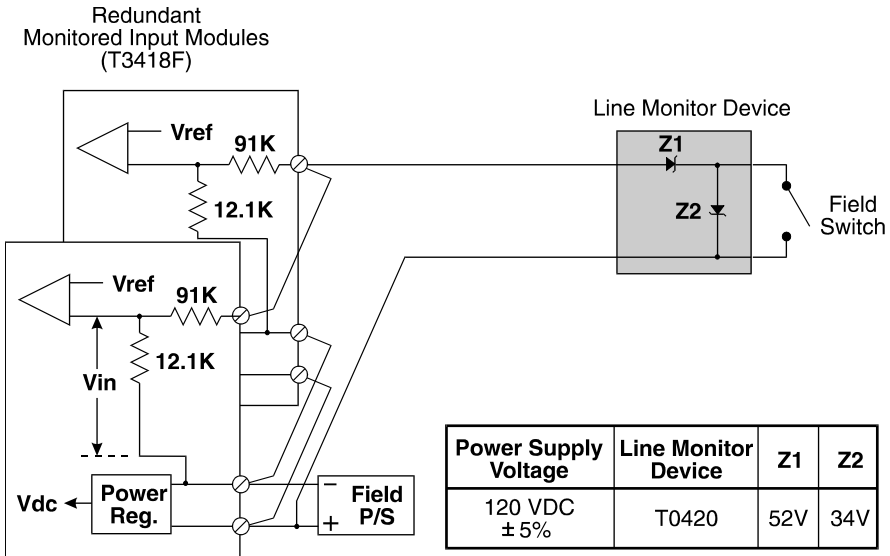 Redundant
Monitored Input Modules
(T3418F)
Line Monitor Device
Vref
91K
12.1K
Z1
Z2
Field
Switch
Vref
91K
12.1K
Vin
Vdc
Power
Reg.
−
+
Field
P/S
Power Supply Voltage | Line Monitor Device | Z1 | Z2
120 VDC ±5% | T0420 | 52V | 34V